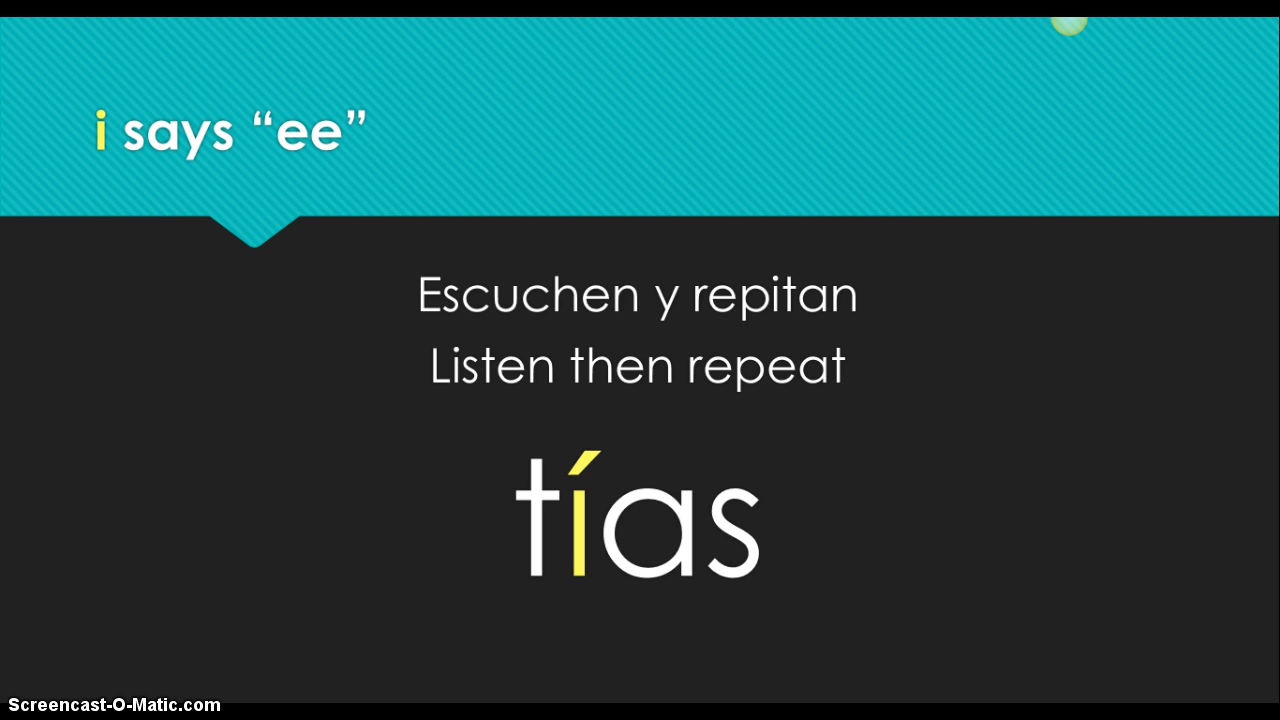 i says “ee”
Escuchen y repitan
Listen then repeat
tías
Screencast-O-Matic.com